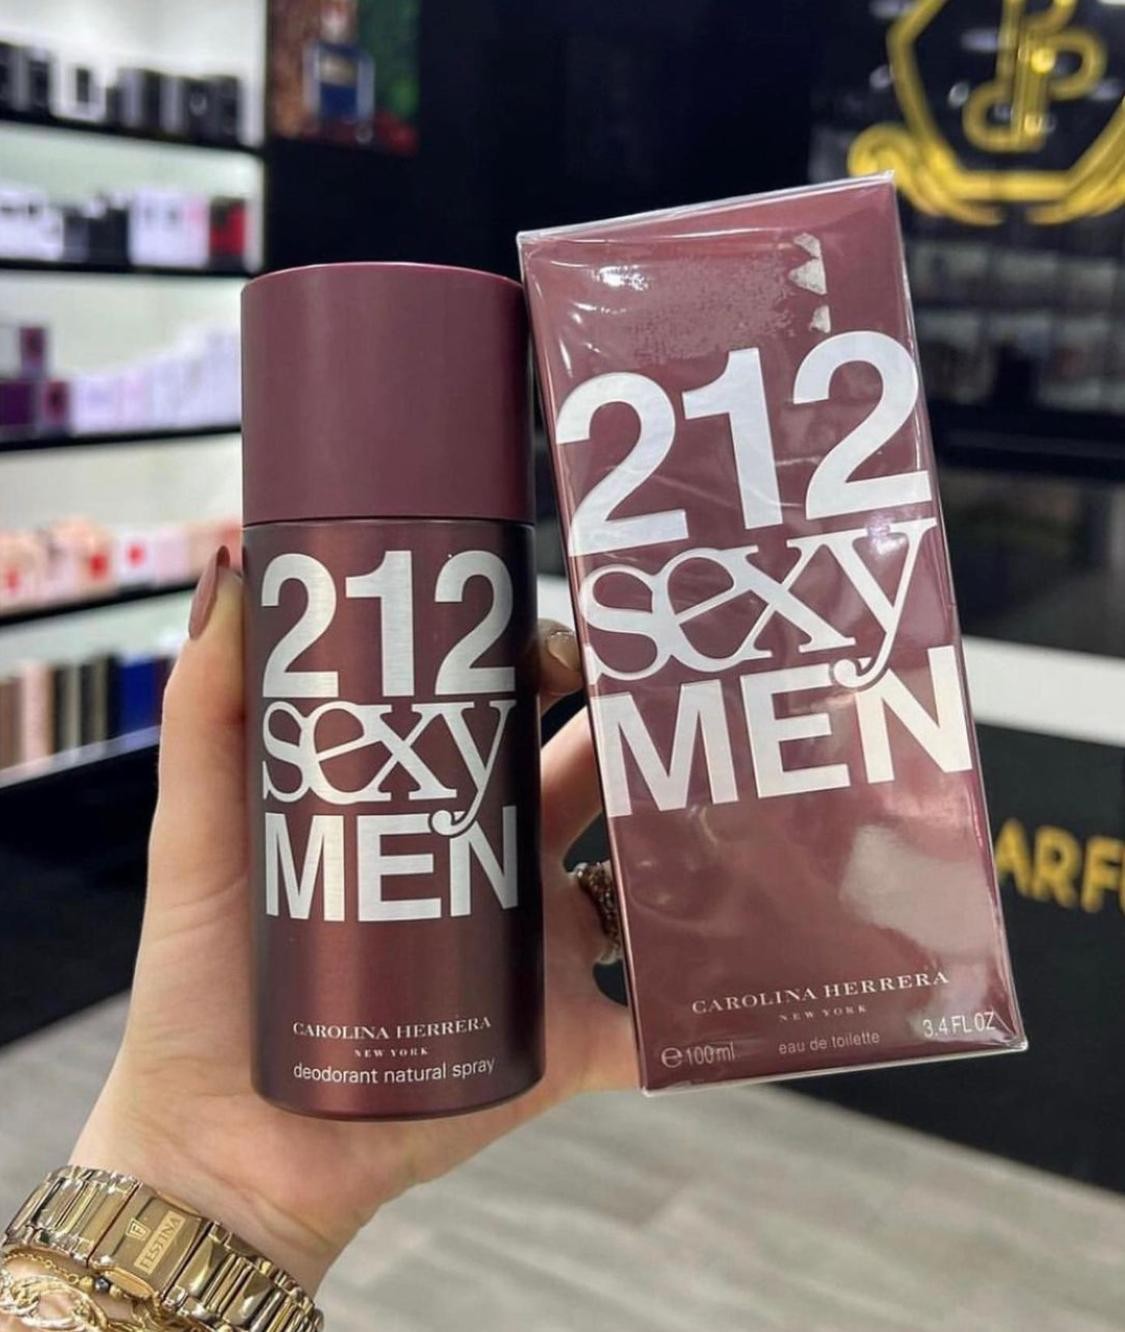 212
sexy
MEN
CAROLINA HERRERA
NEW YORK
deodorant natural spray
212
sexy
MEN
CAROLINA HERRERA
NEW YORK
℮100ml
eau de toilette
3.4 FL OZ
FESTINA